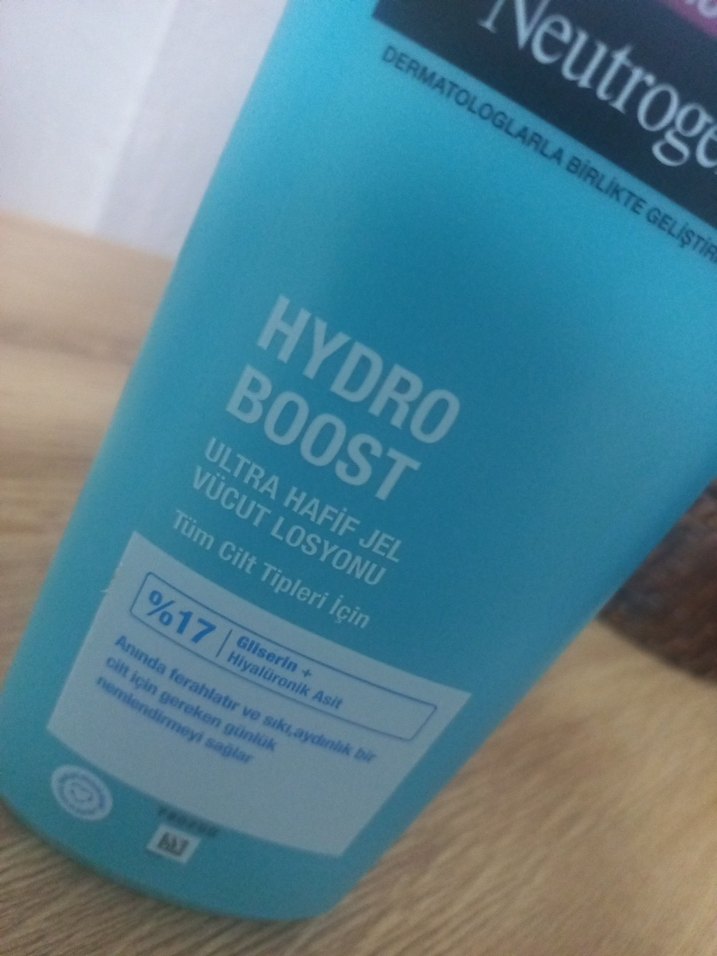 Neutroge
DERMATOLOGLARLA BİRLİKTE GELİŞTİR
HYDRO
BOOST
ULTRA HAFİF JEL
VÜCUT LOSYONU
Tüm Cilt Tipleri İçin
%17
Gliserin +
Hiyalüronik Asit
Anında ferahlatır ve sıkı,aydınlık bir
cilt için gereken günlük
nemlendirmeyi sağlar